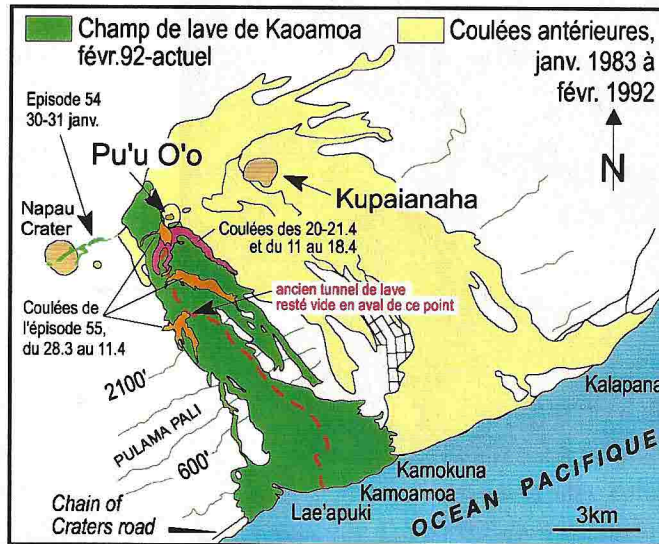 Champ de lave de Kaoamoa
févr.92-actuel
Coulées antérieures,
janv. 1983 à
févr. 1992
Episode 54
30-31 janv.
N
Pu'u O'o
Kupaianaha
Napau
Crater
Coulées des 20-21.4
et du 11 au 18.4
ancien tunnel de lave
resté vide en aval de ce point
Coulées de
l'épisode 55,
du 28.3 au 11.4
2100'
PULAMA PALI
600'
Kalapana
Kamokuna
Kamoamoa
Lae'apuki
OCEAN PACIFIQUE
Chain of
Craters road
3km